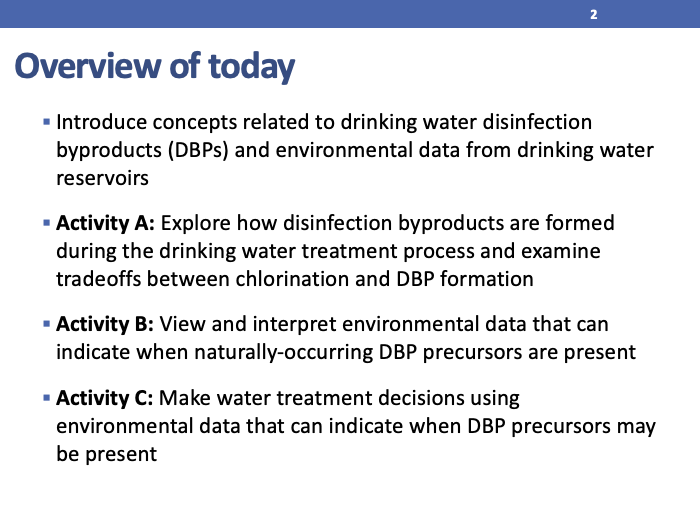 2
Overview of today
▪ Introduce concepts related to drinking water disinfection
byproducts (DBPs) and environmental data from drinking water
reservoirs
▪ Activity A: Explore how disinfection byproducts are formed
during the drinking water treatment process and examine
tradeoffs between chlorination and DBP formation
▪ Activity B: View and interpret environmental data that can
indicate when naturally-occurring DBP precursors are present
▪ Activity C: Make water treatment decisions using
environmental data that can indicate when DBP precursors may
be present